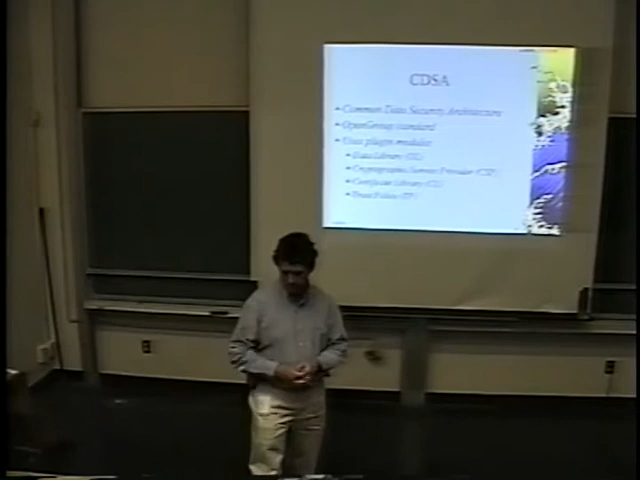 CDSA
Common Data Security Architecture
OpenGroup standard
Uses plugin modules
Data Library (DL)
Cryptographic Service Provider (CSP)
Certificate Library (CL)
Trust Policy (TP)